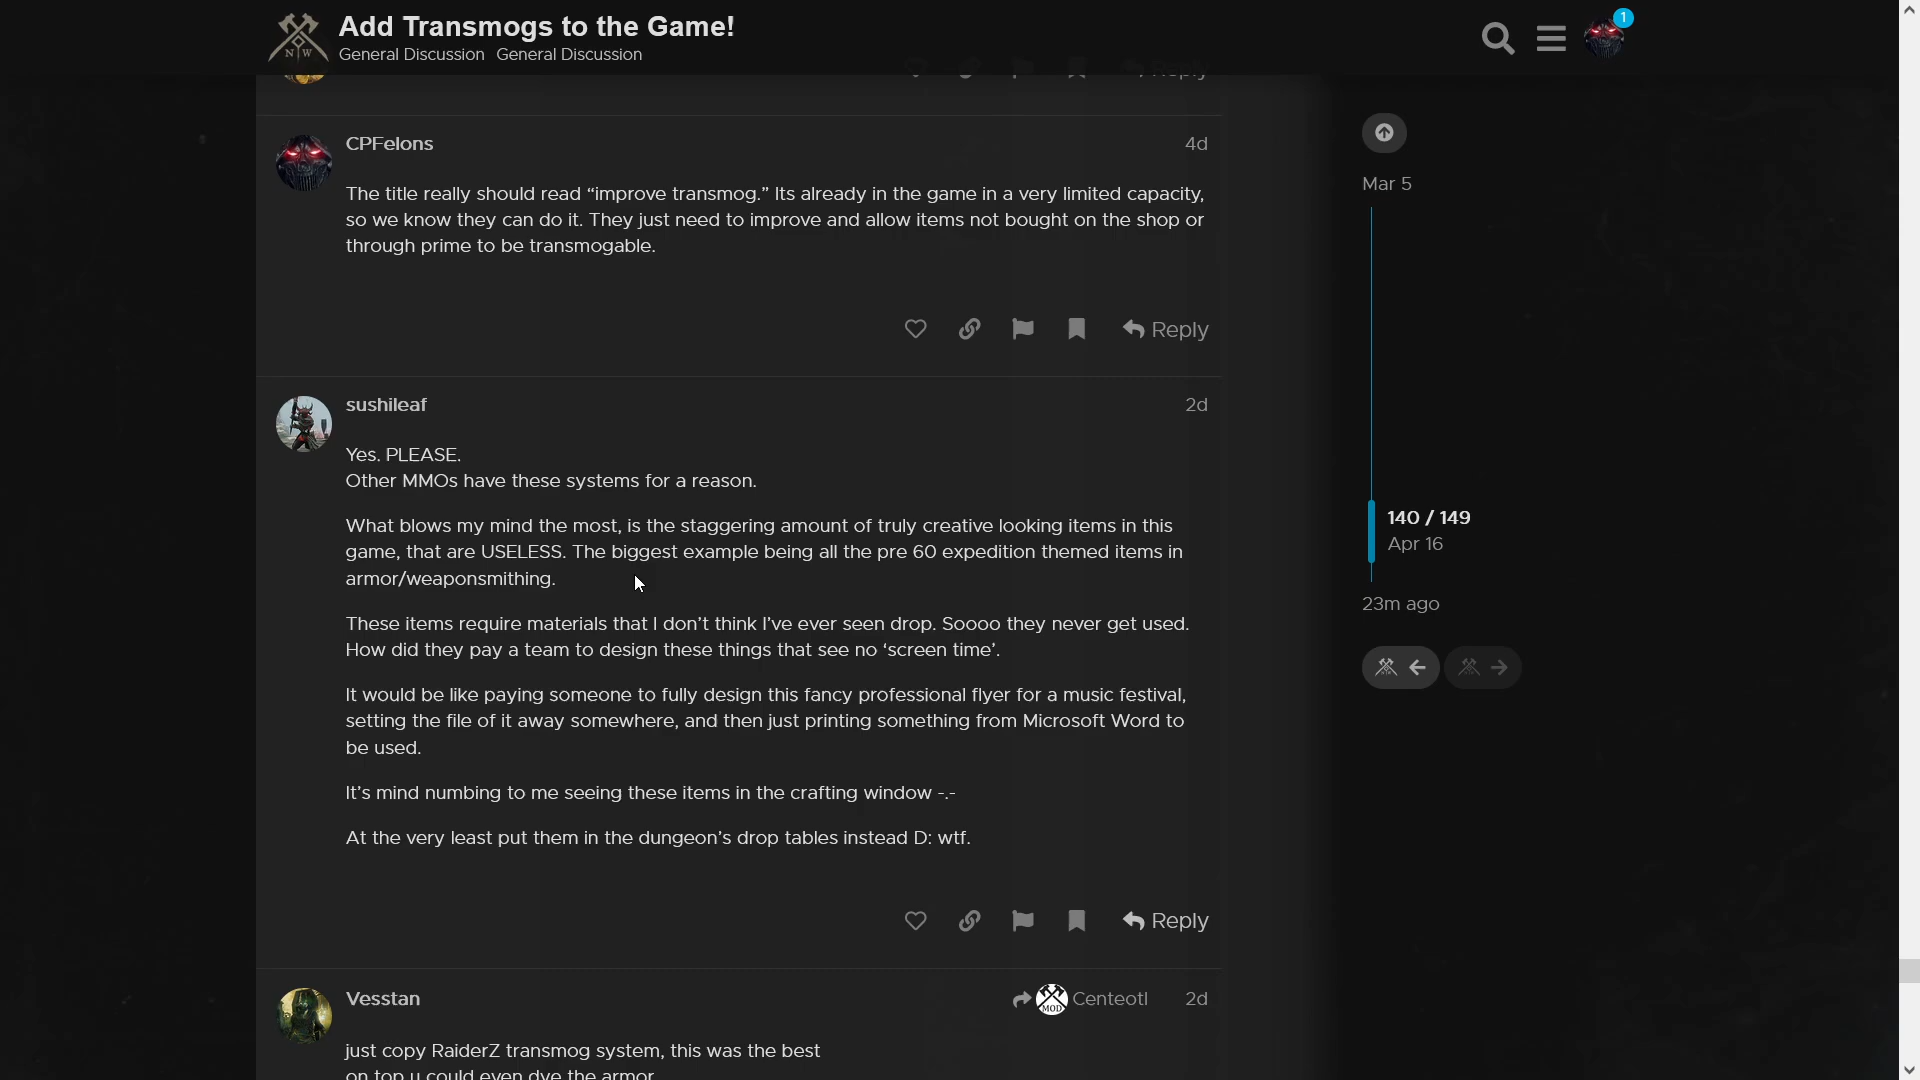 Add Transmogs to the Game!
General Discussion General Discussion
1
N W
Reply
CPFelons
4d
The title really should read “improve transmog.” Its already in the game in a very limited capacity,
so we know they can do it. They just need to improve and allow items not bought on the shop or
through prime to be transmogable.
Reply
sushileaf
2d
Yes. PLEASE.
Other MMOs have these systems for a reason.
What blows my mind the most, is the staggering amount of truly creative looking items in this
game, that are USELESS. The biggest example being all the pre 60 expedition themed items in
armor/weaponsmithing.
These items require materials that I don’t think I’ve ever seen drop. Soooo they never get used.
How did they pay a team to design these things that see no ‘screen time’.
It would be like paying someone to fully design this fancy professional flyer for a music festival,
setting the file of it away somewhere, and then just printing something from Microsoft Word to
be used.
It’s mind numbing to me seeing these items in the crafting window -.-
At the very least put them in the dungeon’s drop tables instead D: wtf.
Reply
Vesstan
MOD
Centeotl
2d
just copy RaiderZ transmog system, this was the best
on top u could even dye the armor
Mar 5
140 / 149
Apr 16
23m ago